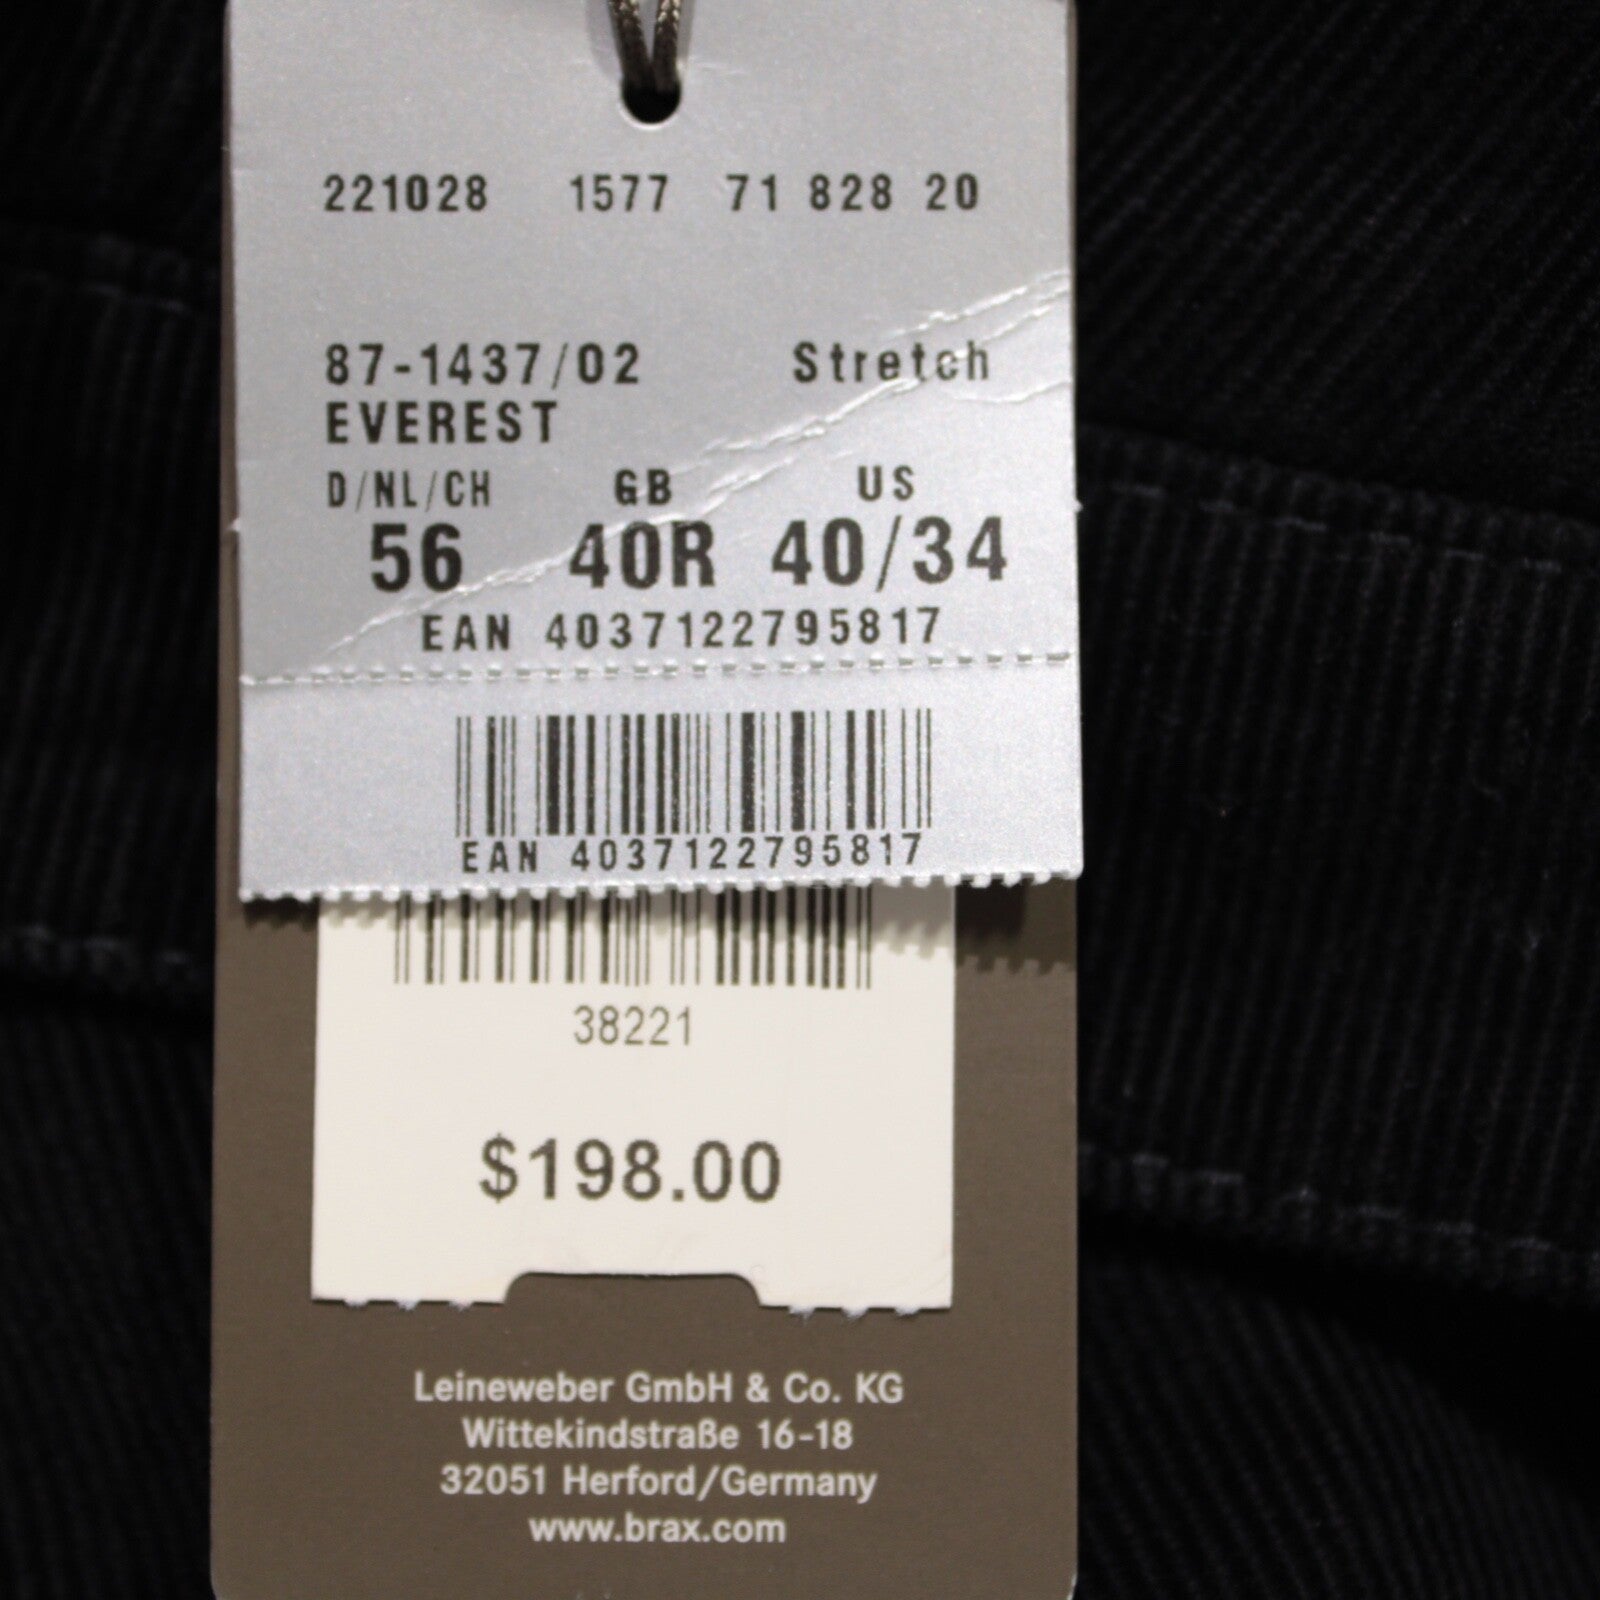 221028 1577 71 828 20
87-1437/02 Stretch
EVEREST
D/NL/CH GB US
56 40R 40/34
EAN 4037122795817
EAN 4037122795817
38221
$198.00
Leineweber GmbH & Co. KG
Wittekindstraße 16-18
32051 Herford/Germany
www.brax.com